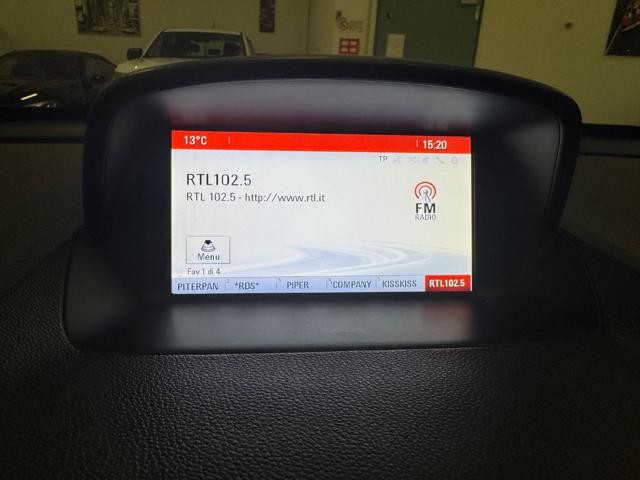 13°C 15:20
TP
RTL102.5
RTL 102.5 - http://www.rtl.it
FM
RADIO
Menu
Fav 1 di 4
PITERPAN *RDS* PIPER COMPANY KISSKISS RTL102.5